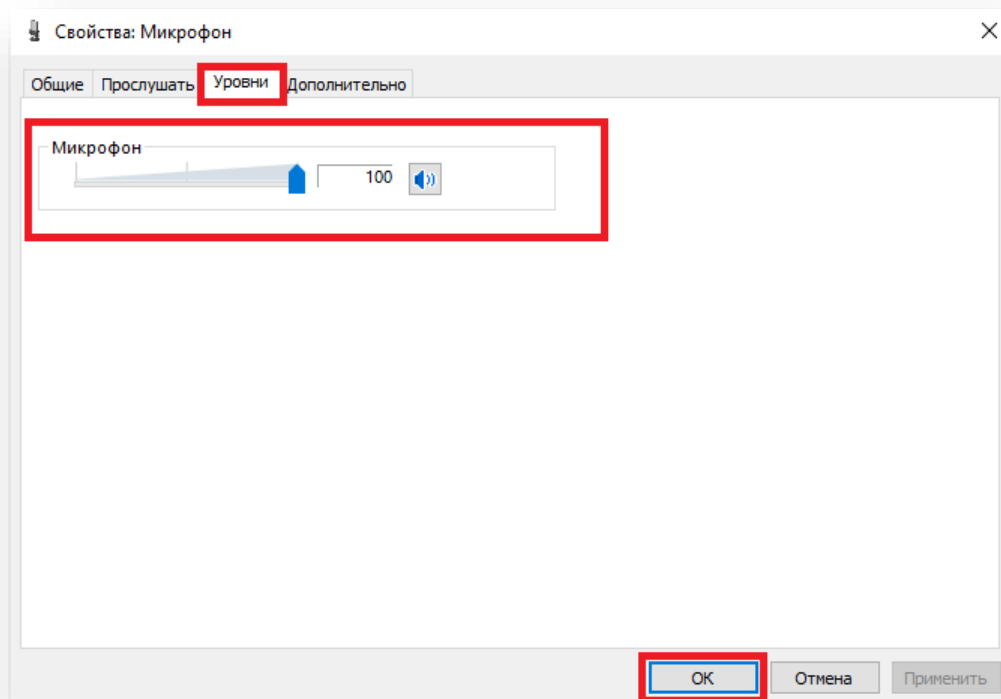 Свойства: Микрофон
Общие Прослушать Уровни Дополнительно
Микрофон
100
ОК Отмена Применить